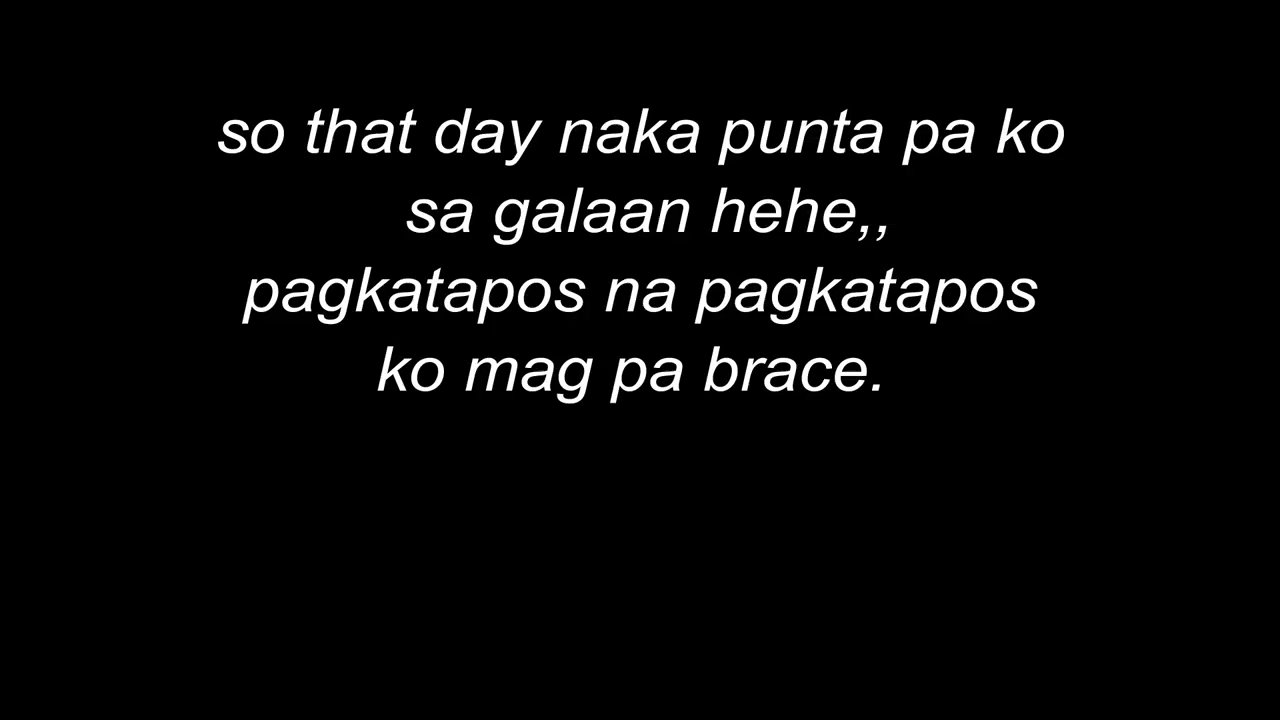 so that day naka punta pa ko
sa galaan hehe,,
pagkatapos na pagkatapos
ko mag pa brace.